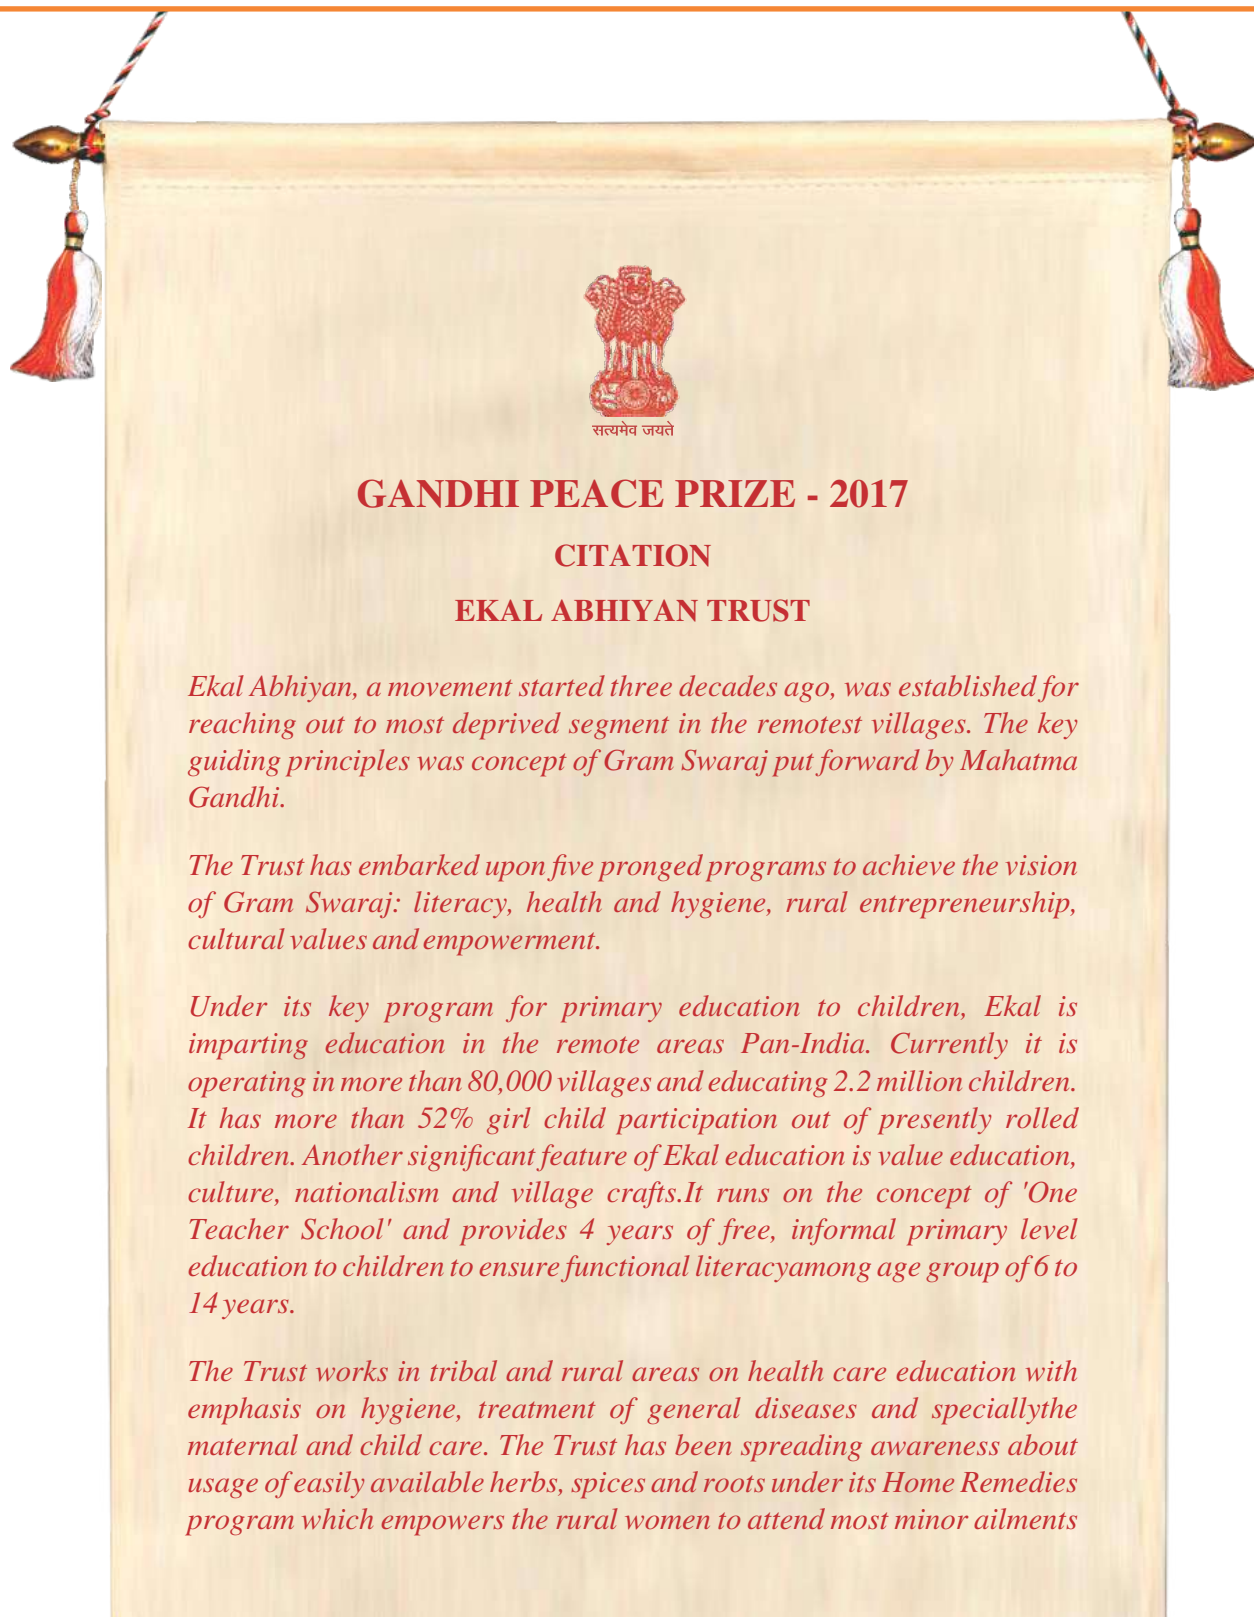 सत्यमेव जयते
GANDHI PEACE PRIZE - 2017
CITATION
EKAL ABHIYAN TRUST
Ekal Abhiyan, a movement started three decades ago, was established for
reaching out to most deprived segment in the remotest villages. The key
guiding principles was concept of Gram Swaraj put forward by Mahatma
Gandhi.
The Trust has embarked upon five pronged programs to achieve the vision
of Gram Swaraj: literacy, health and hygiene, rural entrepreneurship,
cultural values and empowerment.
Under its key program for primary education to children, Ekal is
imparting education in the remote areas Pan-India. Currently it is
operating in more than 80,000 villages and educating 2.2 million children.
It has more than 52% girl child participation out of presently rolled
children. Another significant feature of Ekal education is value education,
culture, nationalism and village crafts.It runs on the concept of 'One
Teacher School' and provides 4 years of free, informal primary level
education to children to ensure functional literacyamong age group of 6 to
14 years.
The Trust works in tribal and rural areas on health care education with
emphasis on hygiene, treatment of general diseases and speciallythe
maternal and child care. The Trust has been spreading awareness about
usage of easily available herbs, spices and roots under its Home Remedies
program which empowers the rural women to attend most minor ailments